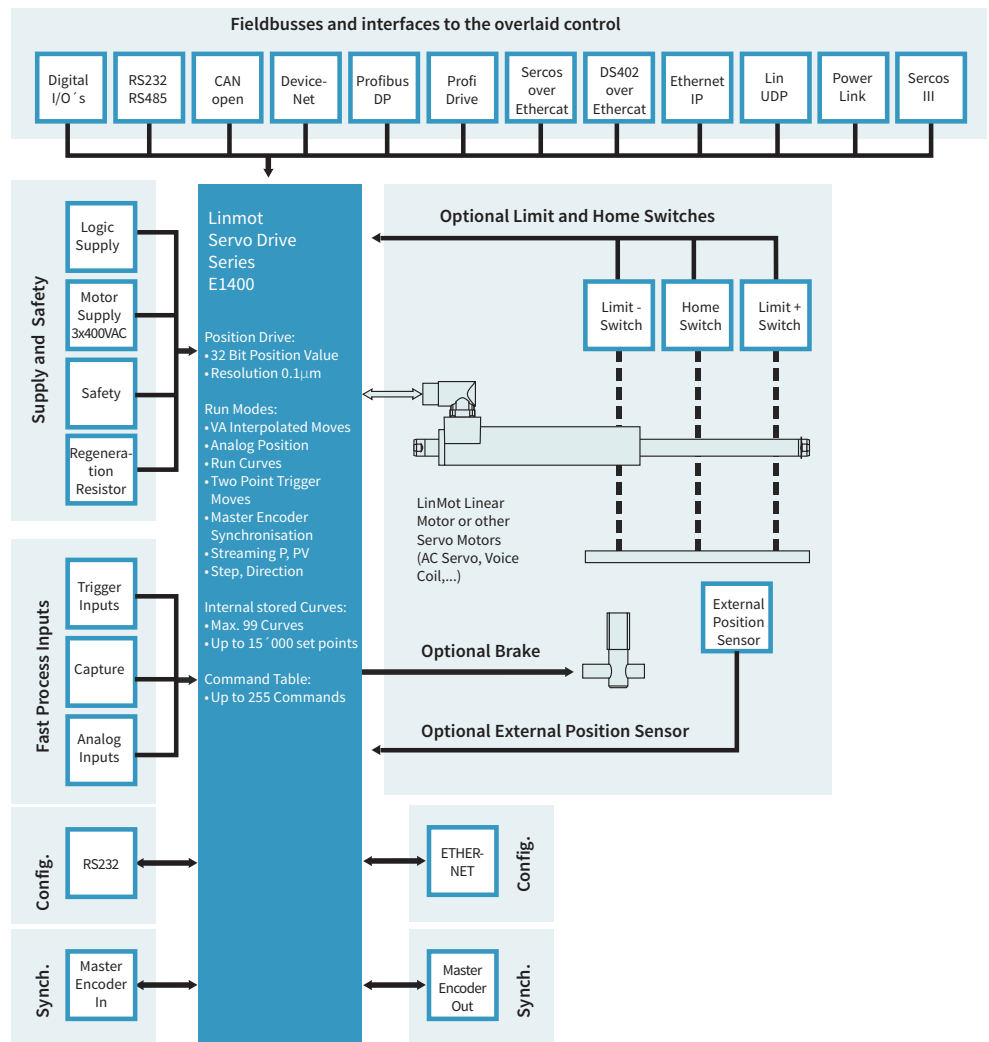 Fieldbusses and interfaces to the overlaid control
Digital
I/O´s
RS232
RS485
CAN
open
Device-
Net
Profibus
DP
Profi
Drive
Sercos
over
Ethercat
DS402
over
Ethercat
Ethernet
IP
Lin
UDP
Power
Link
Sercos
III
Supply and Safety
Logic
Supply
Motor
Supply
3x400VAC
Safety
Regenera-
tion
Resistor
Fast Process Inputs
Trigger
Inputs
Capture
Analog
Inputs
Config.
RS232
Synch.
Master
Encoder
In
Linmot
Servo Drive
Series
E1400
Position Drive:
• 32 Bit Position Value
• Resolution 0.1µm
Run Modes:
• VA Interpolated Moves
• Analog Position
• Run Curves
• Two Point Trigger
Moves
• Master Encoder
Synchronisation
• Streaming P, PV
• Step, Direction
Internal stored Curves:
• Max. 99 Curves
• Up to 15´000 set points
Command Table:
• Up to 255 Commands
Optional Limit and Home Switches
Limit -
Switch
Home
Switch
Limit +
Switch
LinMot Linear
Motor or other
Servo Motors
(AC Servo, Voice
Coil,...)
External
Position
Sensor
Optional Brake
Optional External Position Sensor
ETHER-
NET
Config.
Master
Encoder
Out
Synch.